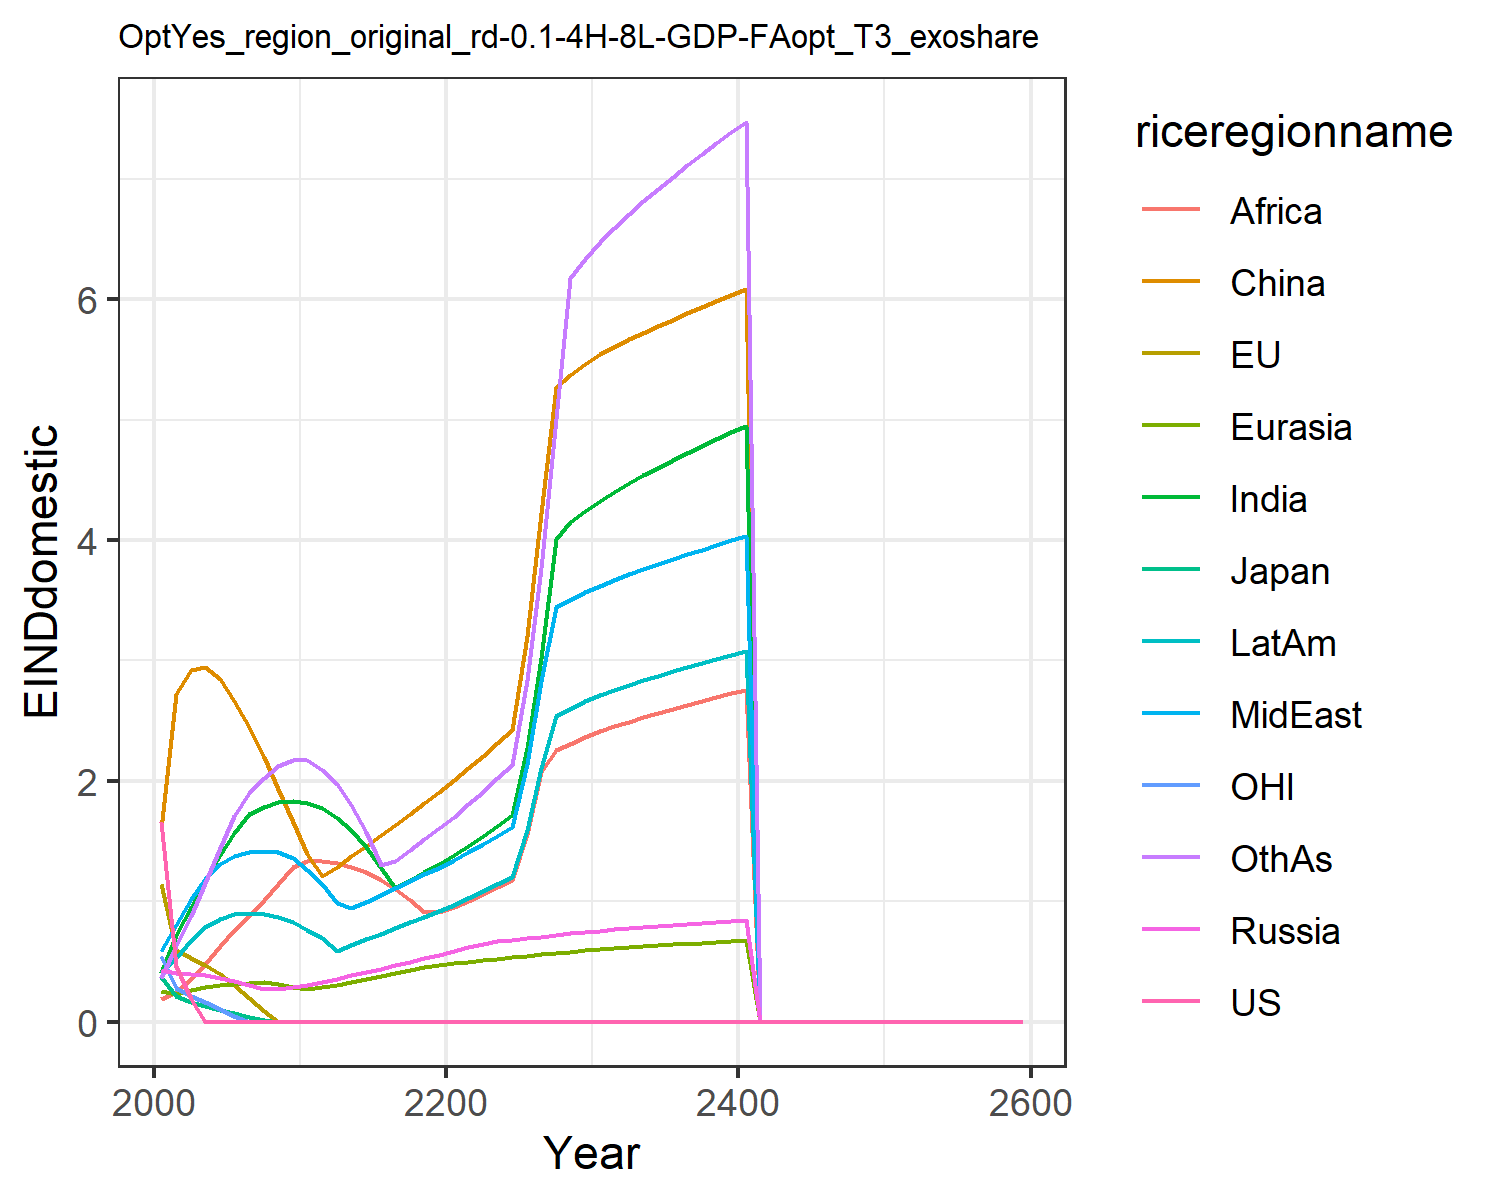 OptYes_region_original_rd-0.1-4H-8L-GDP-FAopt_T3_exoshare
EINDdomestic
6
4
2
0
2000 2200 2400 2600
Year
riceregionname
Africa
China
EU
Eurasia
India
Japan
LatAm
MidEast
OHI
OthAs
Russia
US